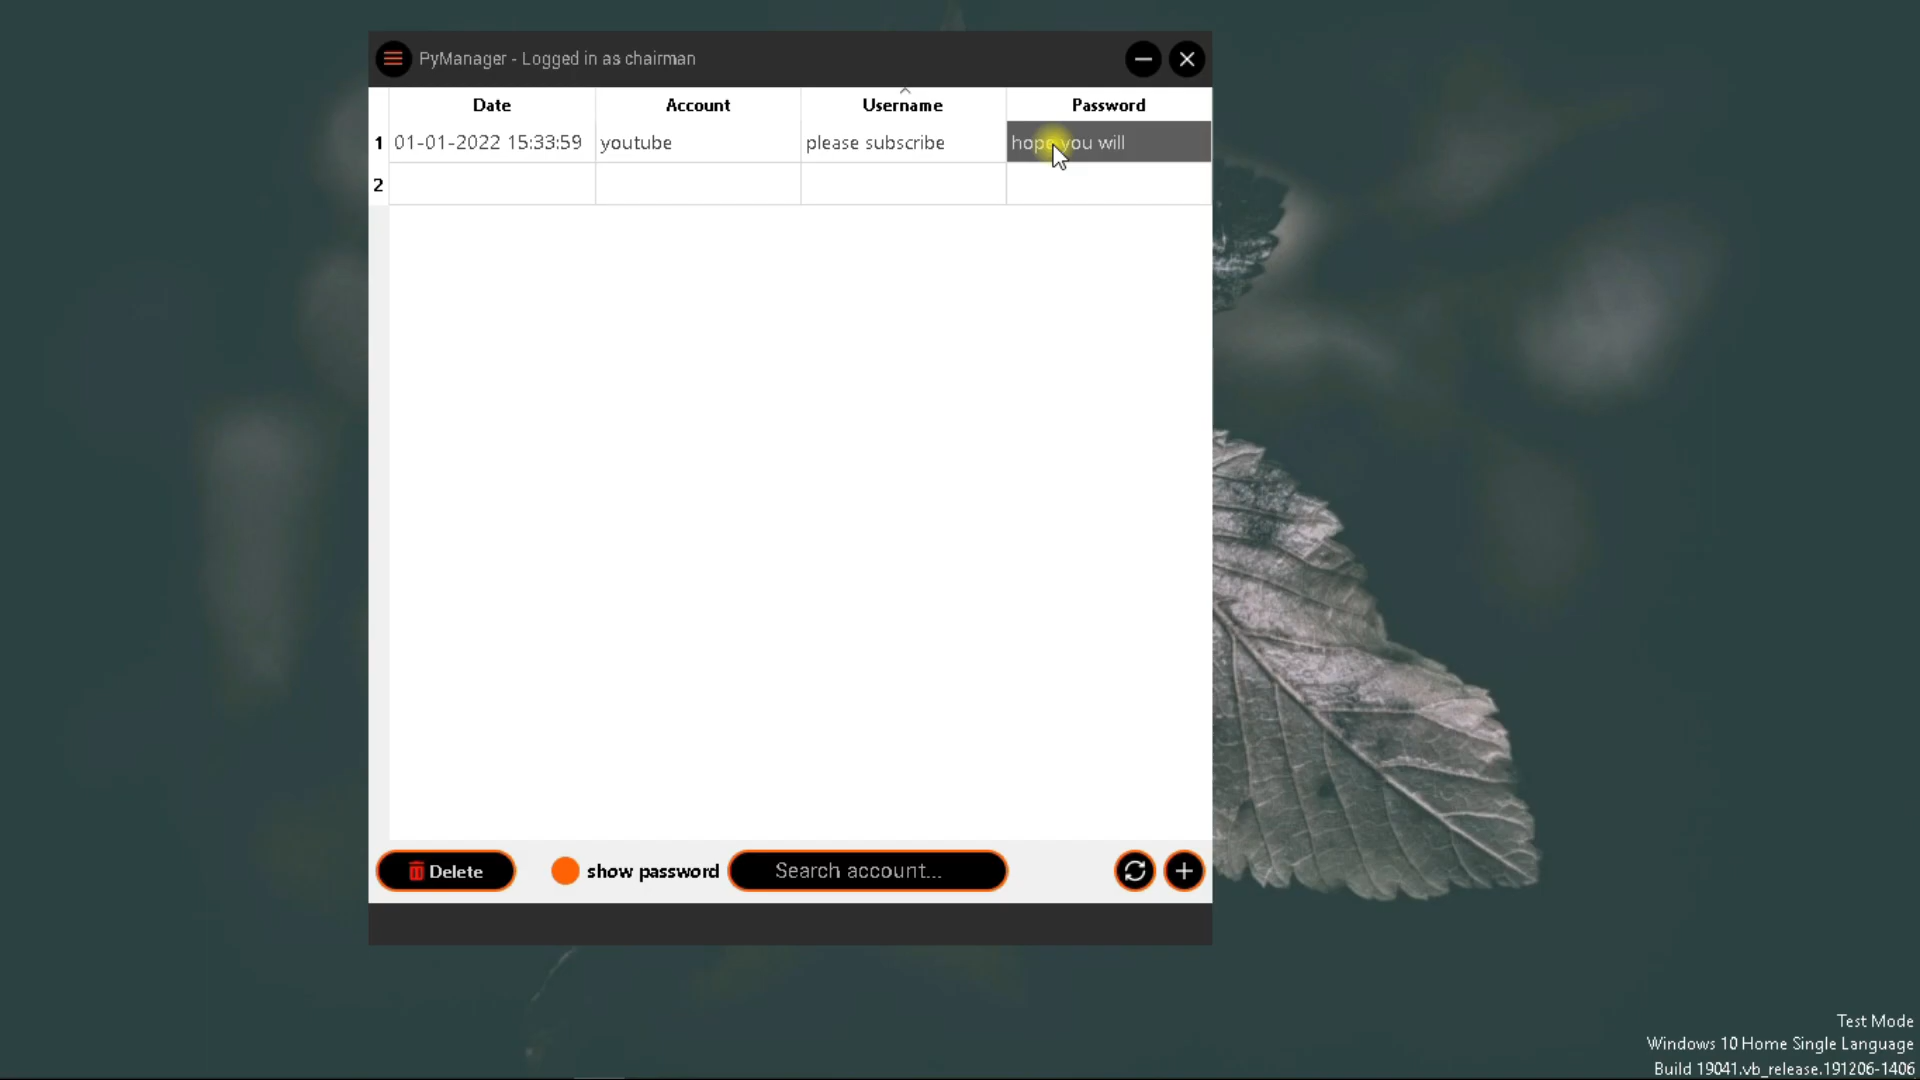 PyManager - Logged in as chairman
Date Account Username Password
1 01-01-2022 15:33:59 youtube please subscribe hope you will
2
Delete show password Search account...
Test Mode
Windows 10 Home Single Language
Build 19041.vb_release.191206-1406